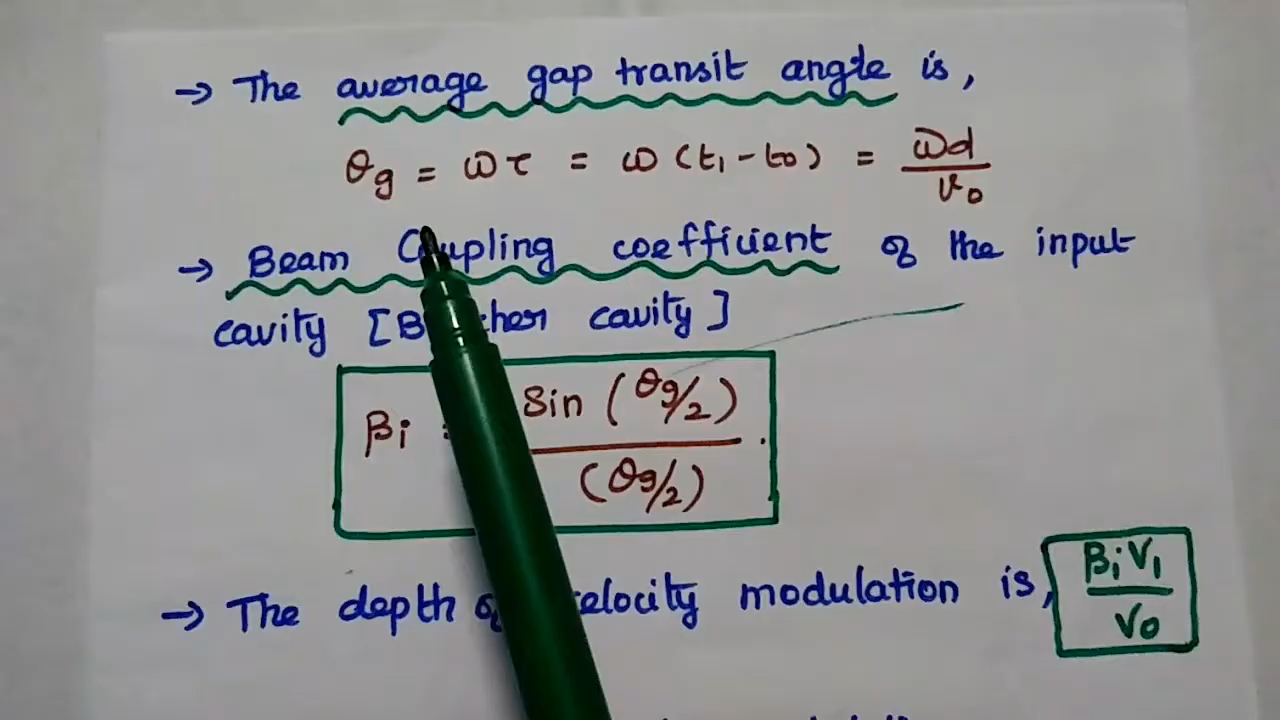 → The average gap transit angle is,
θg = ωτ = ω (t1 - t0) = ωd / v0
→ Beam Coupling coefficient of the input
cavity [ cavity ]
βi = Sin (θg/2) / (θg/2) .
→ The depth velocity modulation is, βiV1 / V0